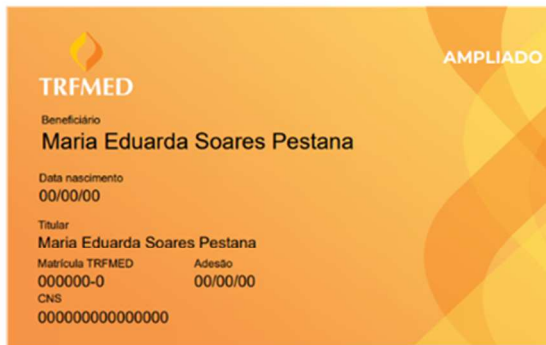 AMPLIADO
TRFMED
Beneficiário
Maria Eduarda Soares Pestana
Data nascimento
00/00/00
Titular
Maria Eduarda Soares Pestana
Matrícula TRFMED Adesão
000000-0 00/00/00
CNS
000000000000000